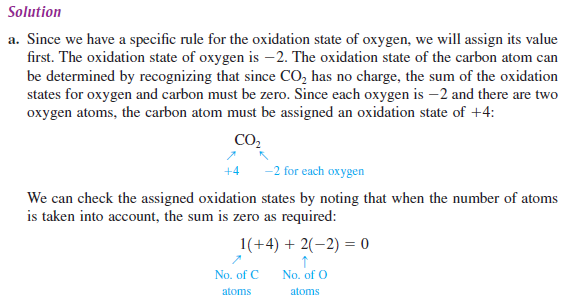 Solution
a. Since we have a specific rule for the oxidation state of oxygen, we will assign its value
first. The oxidation state of oxygen is −2. The oxidation state of the carbon atom can
be determined by recognizing that since CO₂ has no charge, the sum of the oxidation
states for oxygen and carbon must be zero. Since each oxygen is −2 and there are two
oxygen atoms, the carbon atom must be assigned an oxidation state of +4:
CO₂
+4 −2 for each oxygen
We can check the assigned oxidation states by noting that when the number of atoms
is taken into account, the sum is zero as required:
1(+4) + 2(−2) = 0
No. of C No. of O
atoms atoms